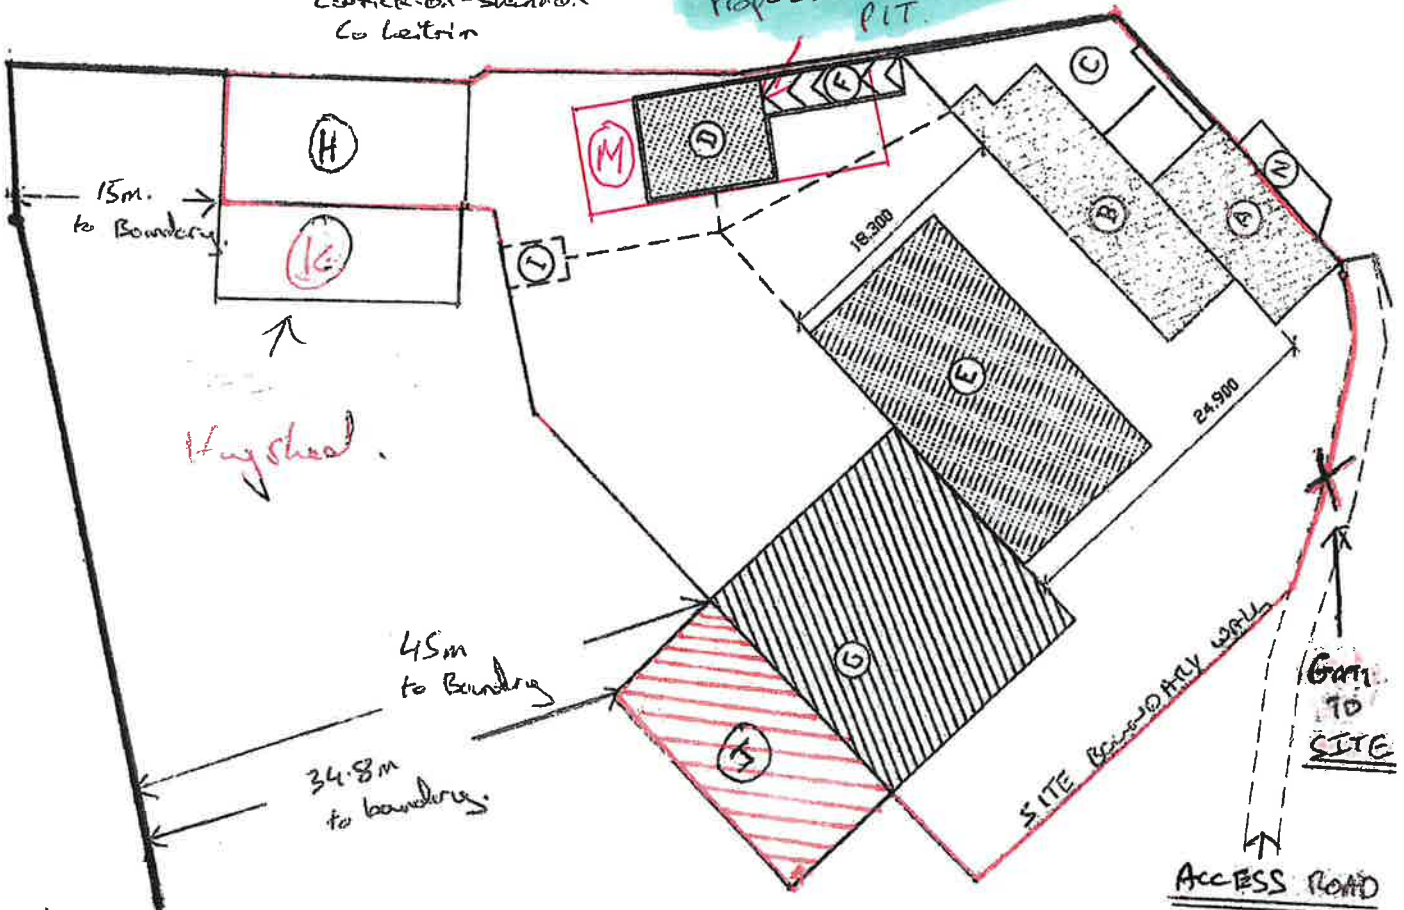 Co Leitrim
PIT.
H
M
D
F
C
N
15m.
to Boundary.
K
I
18.300
B
A
E
24.900
Hayshed.
45m
to Boundary
G
GATE
TO
SITE
34.8m
to boundary.
J
SITE BOUNDARY WALL
ACCESS ROAD